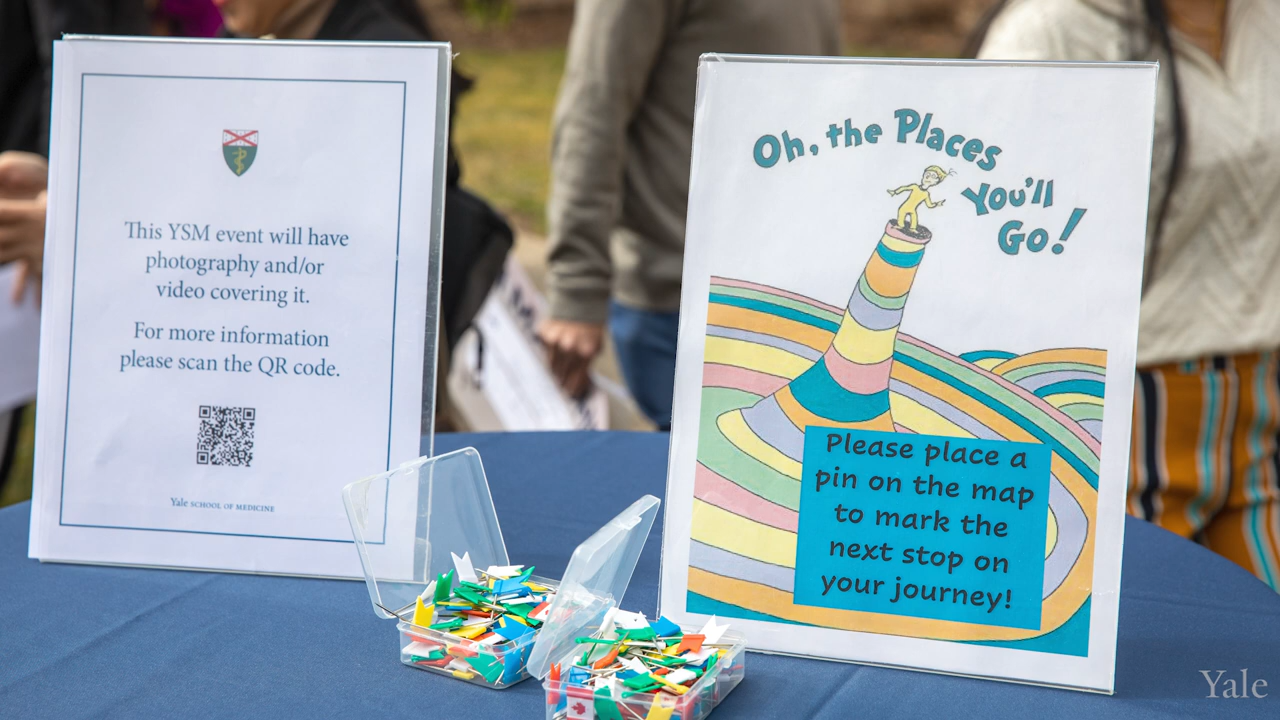 This YSM event will have
photography and/or
video covering it.
For more information
please scan the QR code.
Yale SCHOOL OF MEDICINE
Oh, the Places
You'll
Go!
Please place a
pin on the map
to mark the
next stop on
your journey!
Yale